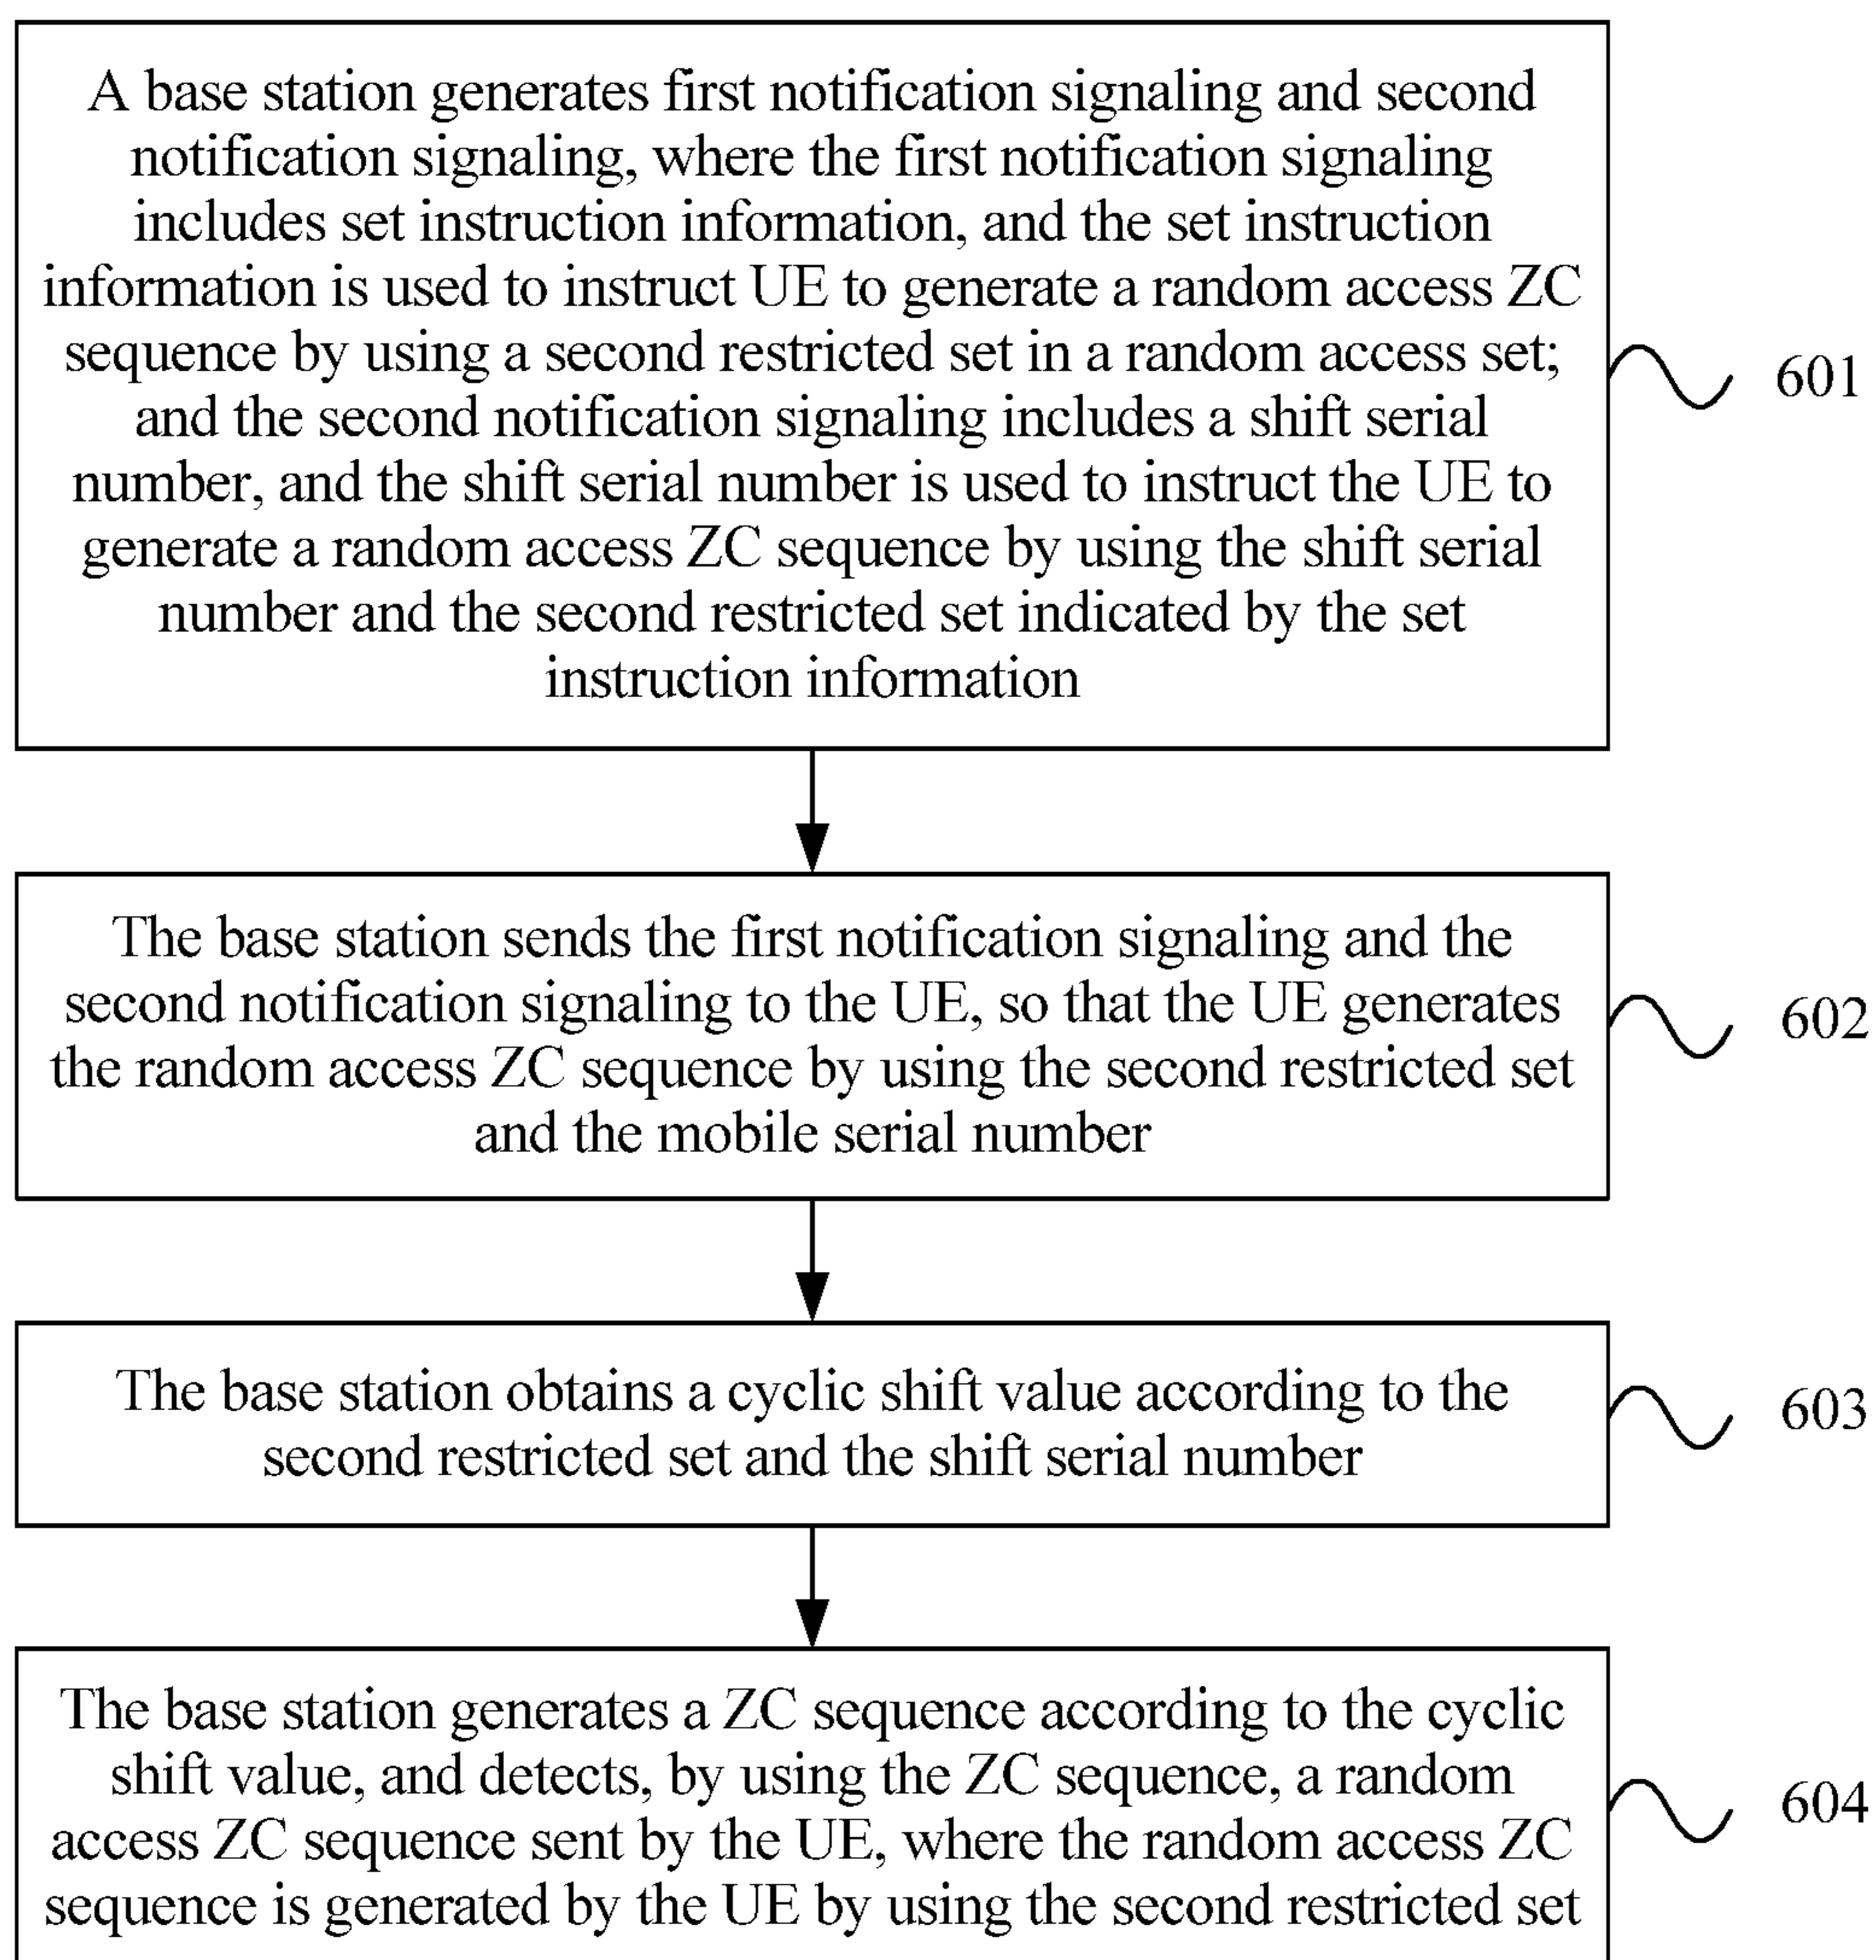 A base station generates first notification signaling and second
notification signaling, where the first notification signaling
includes set instruction information, and the set instruction
information is used to instruct UE to generate a random access ZC
sequence by using a second restricted set in a random access set;
and the second notification signaling includes a shift serial
number, and the shift serial number is used to instruct the UE to
generate a random access ZC sequence by using the shift serial
number and the second restricted set indicated by the set
instruction information
601
The base station sends the first notification signaling and the
second notification signaling to the UE, so that the UE generates
the random access ZC sequence by using the second restricted set
and the mobile serial number
602
The base station obtains a cyclic shift value according to the
second restricted set and the shift serial number
603
The base station generates a ZC sequence according to the cyclic
shift value, and detects, by using the ZC sequence, a random
access ZC sequence sent by the UE, where the random access ZC
sequence is generated by the UE by using the second restricted set
604